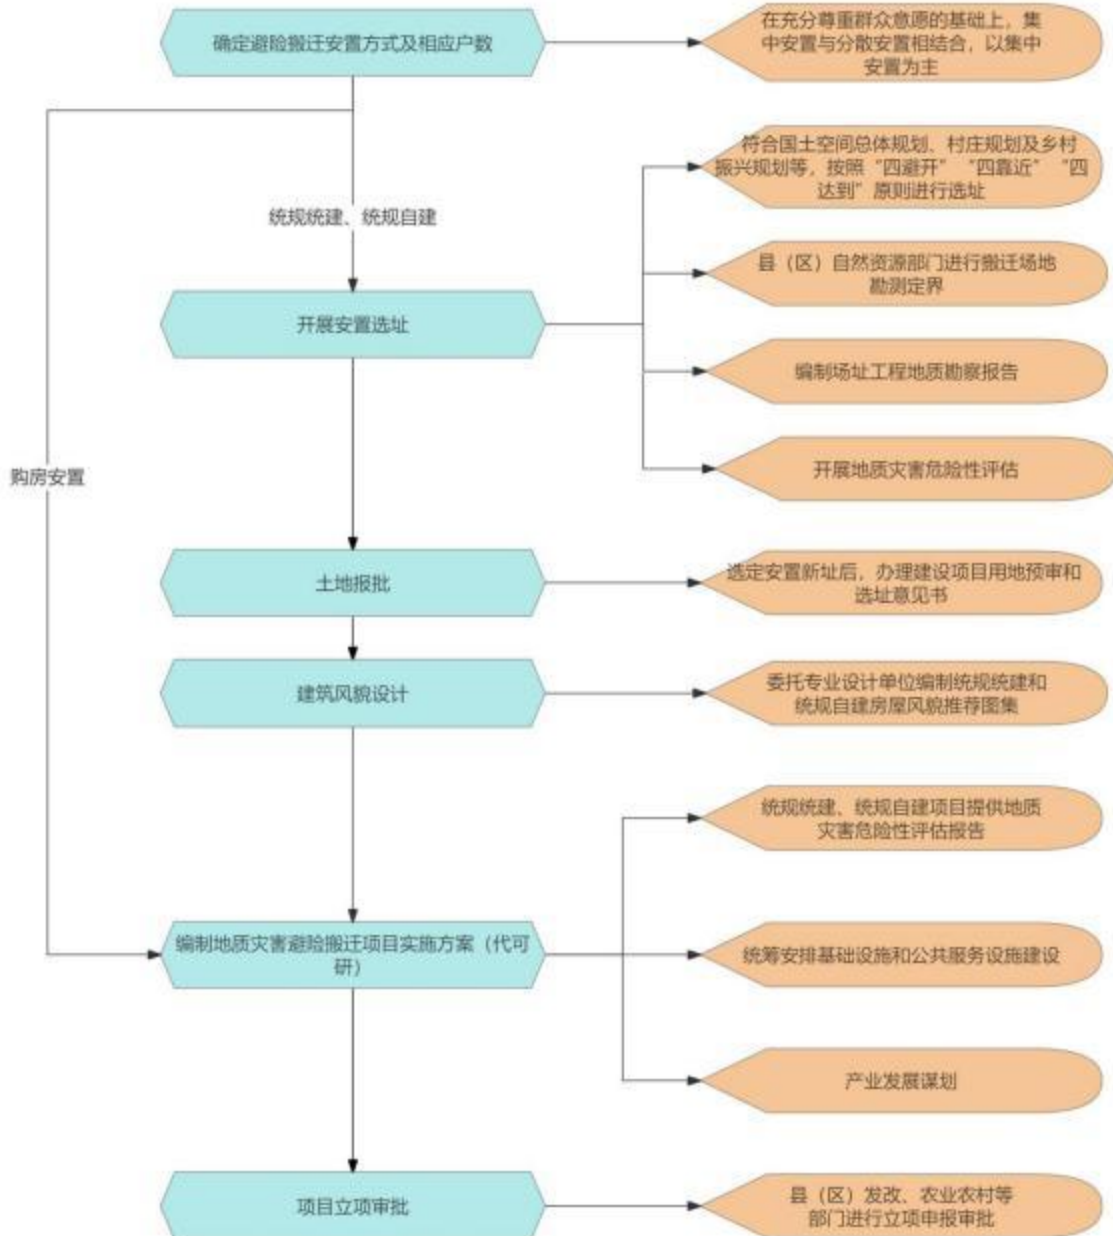 确定避险搬迁安置方式及相应户数
在充分尊重群众意愿的基础上，集
中安置与分散安置相结合，以集中
安置为主
符合国土空间总体规划、村庄规划及乡村
振兴规划等，按照“四避开”“四靠近”“四
达到”原则进行选址
统规统建、统规自建
县（区）自然资源部门进行搬迁场地
勘测定界
开展安置选址
编制场址工程地质勘察报告
购房安置
开展地质灾害危险性评估
土地报批
选定安置新址后，办理建设项目用地预审和
选址意见书
建筑风貌设计
委托专业设计单位编制统规统建和
统规自建房屋风貌推荐图集
统规统建、统规自建项目提供地质
灾害危险性评估报告
编制地质灾害避险搬迁项目实施方案（代可
研）
统筹安排基础设施和公共服务设施建设
产业发展谋划
项目立项审批
县（区）发改、农业农村等
部门进行立项申报审批